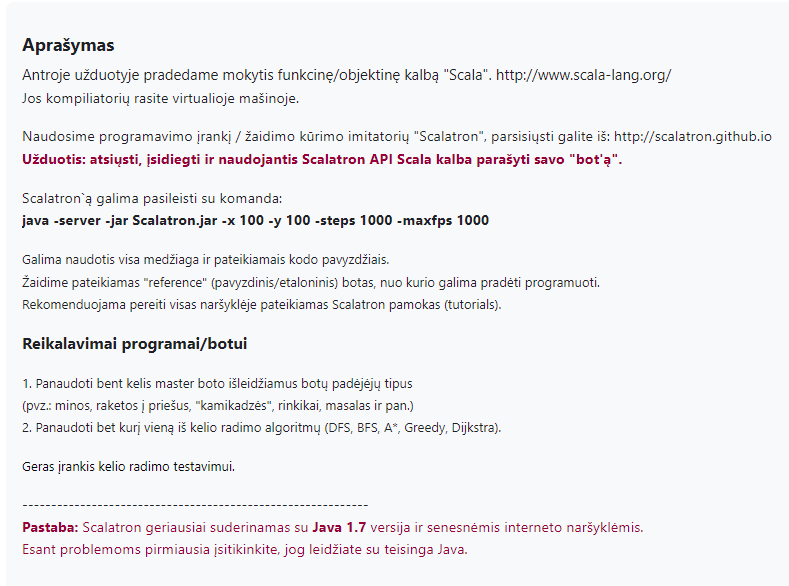 Aprašymas
Antroje užduotyje pradedame mokytis funkcinę/objektinę kalbą "Scala". http://www.scala-lang.org/
Jos kompiliatorių rasite virtualioje mašinoje.
Naudosime programavimo įrankį / žaidimo kūrimo imitatorių "Scalatron", parsisiųsti galite iš: http://scalatron.github.io
Užduotis: atsiųsti, įsidiegti ir naudojantis Scalatron API Scala kalba parašyti savo "bot'ą".
Scalatron`ą galima pasileisti su komanda:
java -server -jar Scalatron.jar -x 100 -y 100 -steps 1000 -maxfps 1000
Galima naudotis visa medžiaga ir pateikiamais kodo pavyzdžiais.
Žaidime pateikiamas "reference" (pavyzdinis/etaloninis) botas, nuo kurio galima pradėti programuoti.
Rekomenduojama pereiti visas naršyklėje pateikiamas Scalatron pamokas (tutorials).
Reikalavimai programai/botui
1. Panaudoti bent kelis master boto išleidžiamus botų padėjėjų tipus
(pvz.: minos, raketos į priešus, "kamikadzės", rinkikai, masalas ir pan.)
2. Panaudoti bet kurį vieną iš kelio radimo algoritmų (DFS, BFS, A*, Greedy, Dijkstra).
Geras įrankis kelio radimo testavimui.
------------------------------------------------------------
Pastaba: Scalatron geriausiai suderinamas su Java 1.7 versija ir senesnėmis interneto naršyklėmis.
Esant problemoms pirmiausia įsitikinkite, jog leidžiate su teisinga Java.